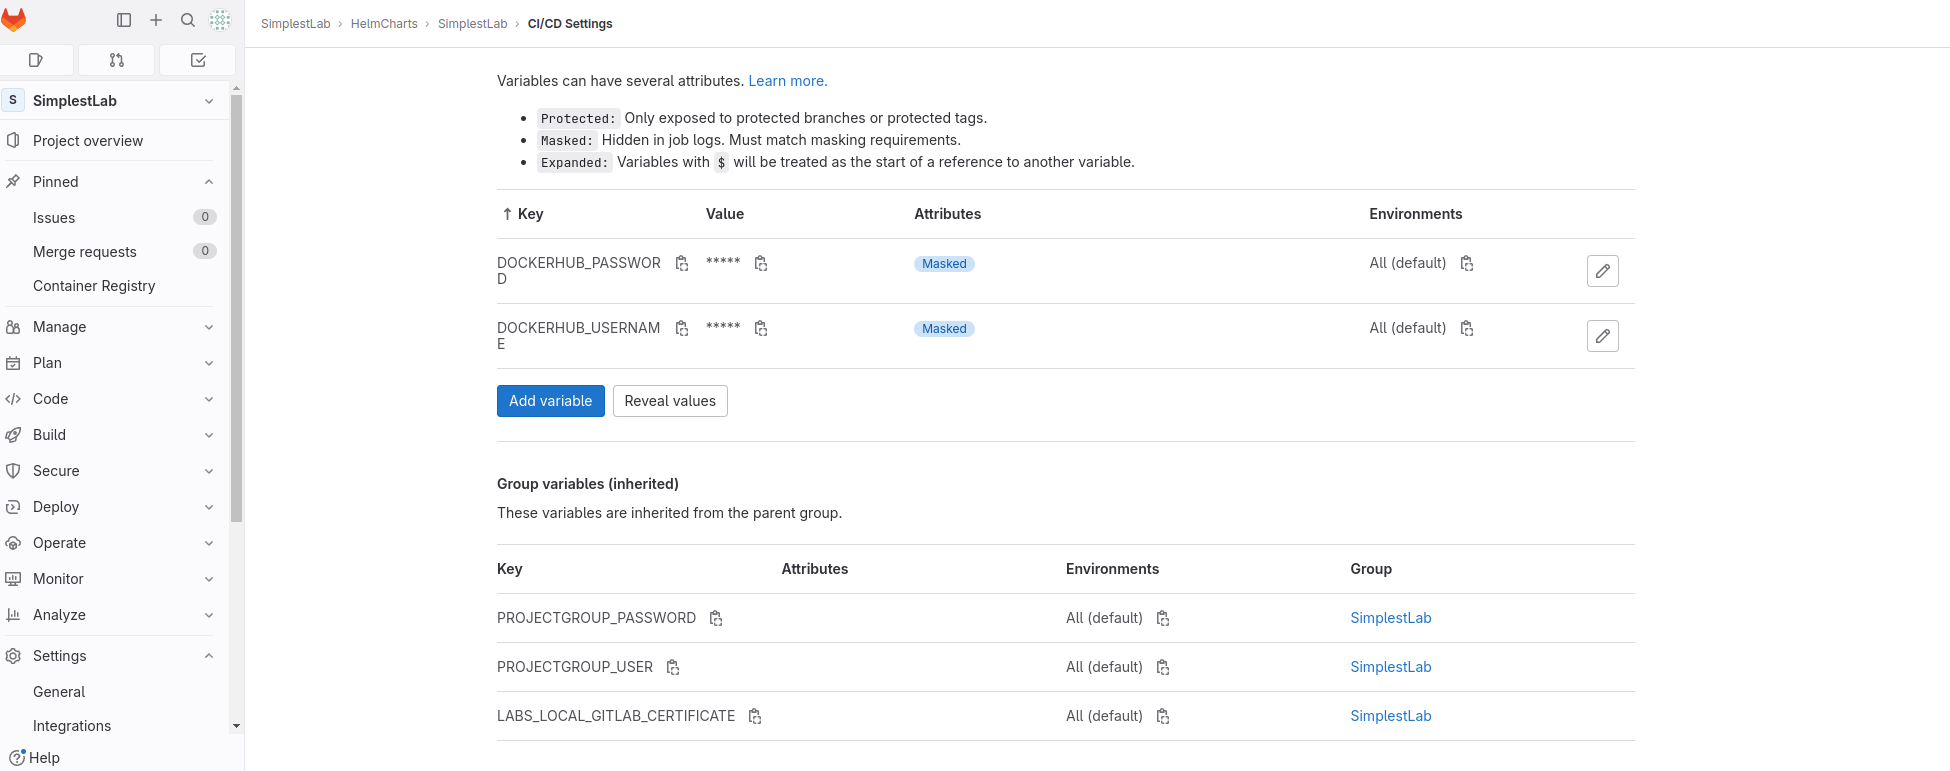 SimplestLab › HelmCharts › SimplestLab › CI/CD Settings
S SimplestLab
Project overview
Pinned
Issues 0
Merge requests 0
Container Registry
Manage
Plan
Code
Build
Secure
Deploy
Operate
Monitor
Analyze
Settings
General
Integrations
Help
Variables can have several attributes. Learn more.
• Protected: Only exposed to protected branches or protected tags.
• Masked: Hidden in job logs. Must match masking requirements.
• Expanded: Variables with $ will be treated as the start of a reference to another variable.
↑ Key Value Attributes Environments
DOCKERHUB_PASSWOR ***** Masked All (default)
D
DOCKERHUB_USERNAM ***** Masked All (default)
E
Add variable Reveal values
Group variables (inherited)
These variables are inherited from the parent group.
Key Attributes Environments Group
PROJECTGROUP_PASSWORD All (default) SimplestLab
PROJECTGROUP_USER All (default) SimplestLab
LABS_LOCAL_GITLAB_CERTIFICATE All (default) SimplestLab